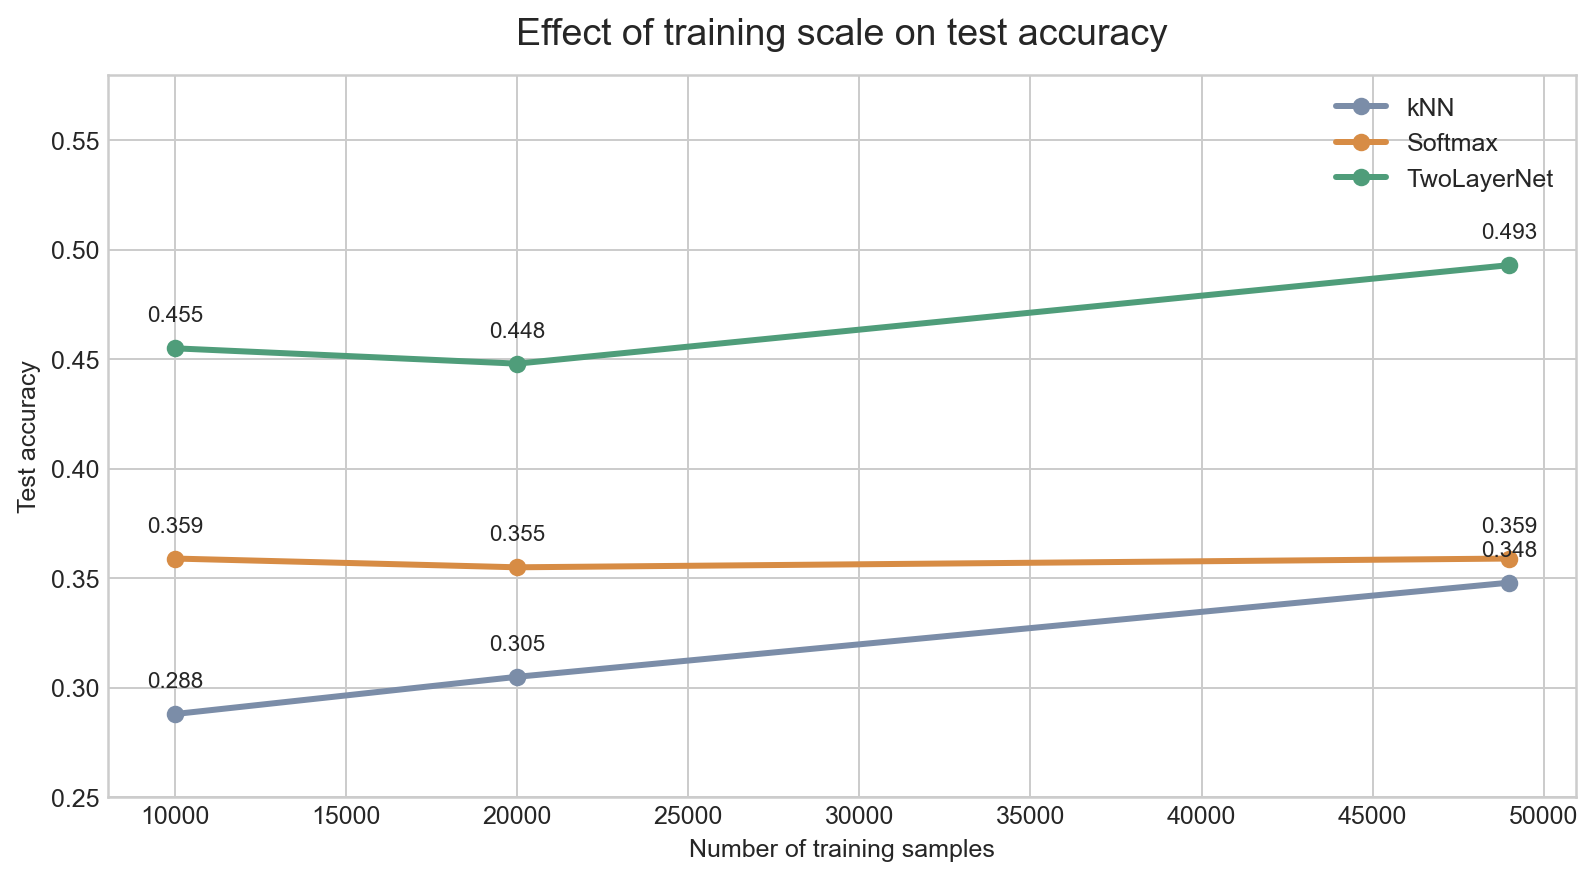 Effect of training scale on test accuracy
kNN
Softmax
TwoLayerNet
0.55
0.50
0.45
0.40
0.35
0.30
0.25
Test accuracy
0.493
0.455
0.448
0.359
0.355
0.359
0.348
0.305
0.288
10000 15000 20000 25000 30000 35000 40000 45000 50000
Number of training samples